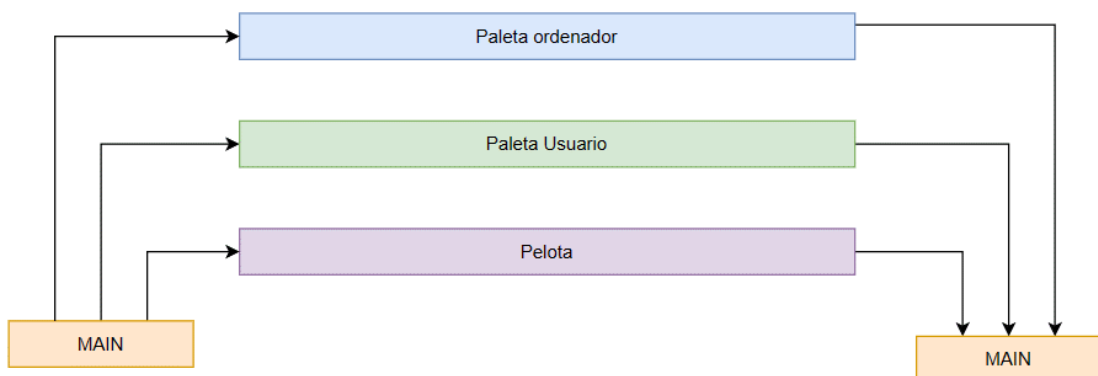 Paleta ordenador
Paleta Usuario
Pelota
MAIN
MAIN